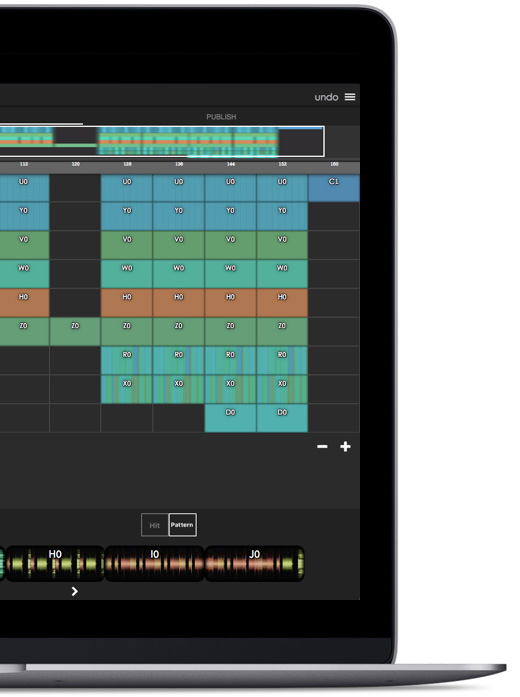 undo
PUBLISH
112 120 128 136 144 152 160
U0 U0 U0 U0 U0 C1
Y0 Y0 Y0 Y0 Y0
V0 V0 V0 V0 V0
W0 W0 W0 W0 W0
H0 H0 H0 H0 H0
Z0 Z0 Z0 Z0 Z0 Z0
R0 R0 R0 R0
X0 X0 X0 X0
D0 D0
Hit Pattern
H0 I0 J0